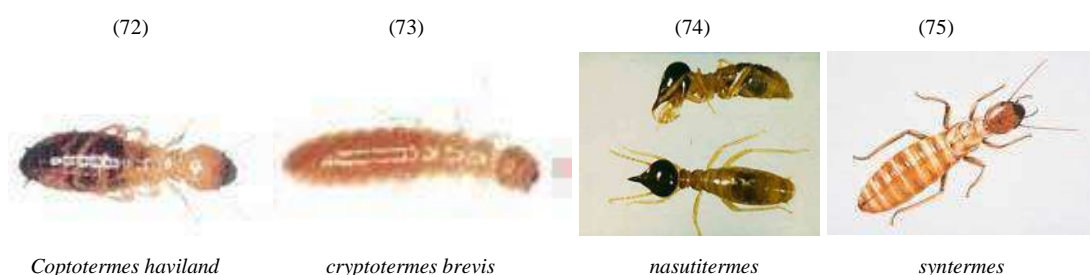 (72) (73) (74) (75)
Coptotermes haviland cryptotermes brevis nasutitermes syntermes